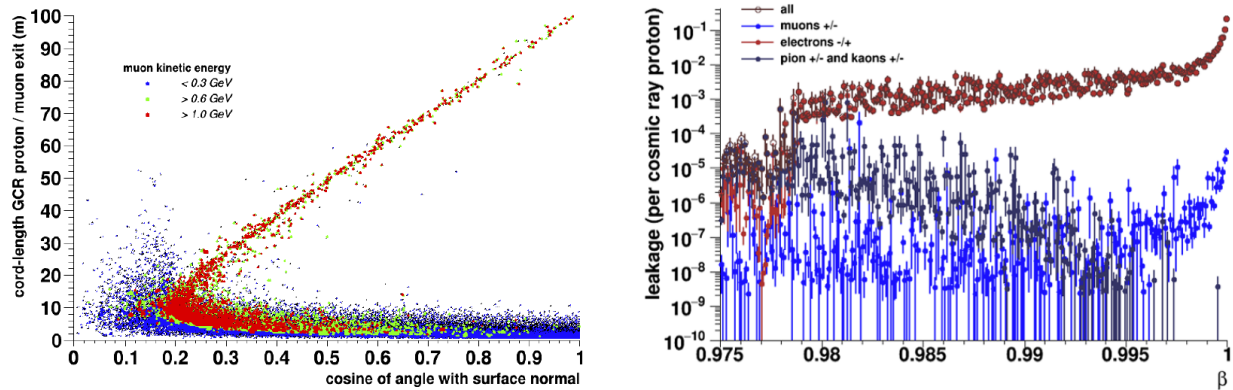 cord-length GCR proton / muon exit (m)
100
90
80
70
60
50
40
30
20
10
0
muon kinetic energy
< 0.3 GeV
> 0.6 GeV
> 1.0 GeV
0 0.1 0.2 0.3 0.4 0.5 0.6 0.7 0.8 0.9 1
cosine of angle with surface normal
leakage (per cosmic ray proton)
all
muons +/-
electrons -/+
pion +/- and kaons +/-
10-1
10-2
10-3
10-4
10-5
10-6
10-7
10-8
10-9
10-10
0.975 0.98 0.985 0.99 0.995 1
β